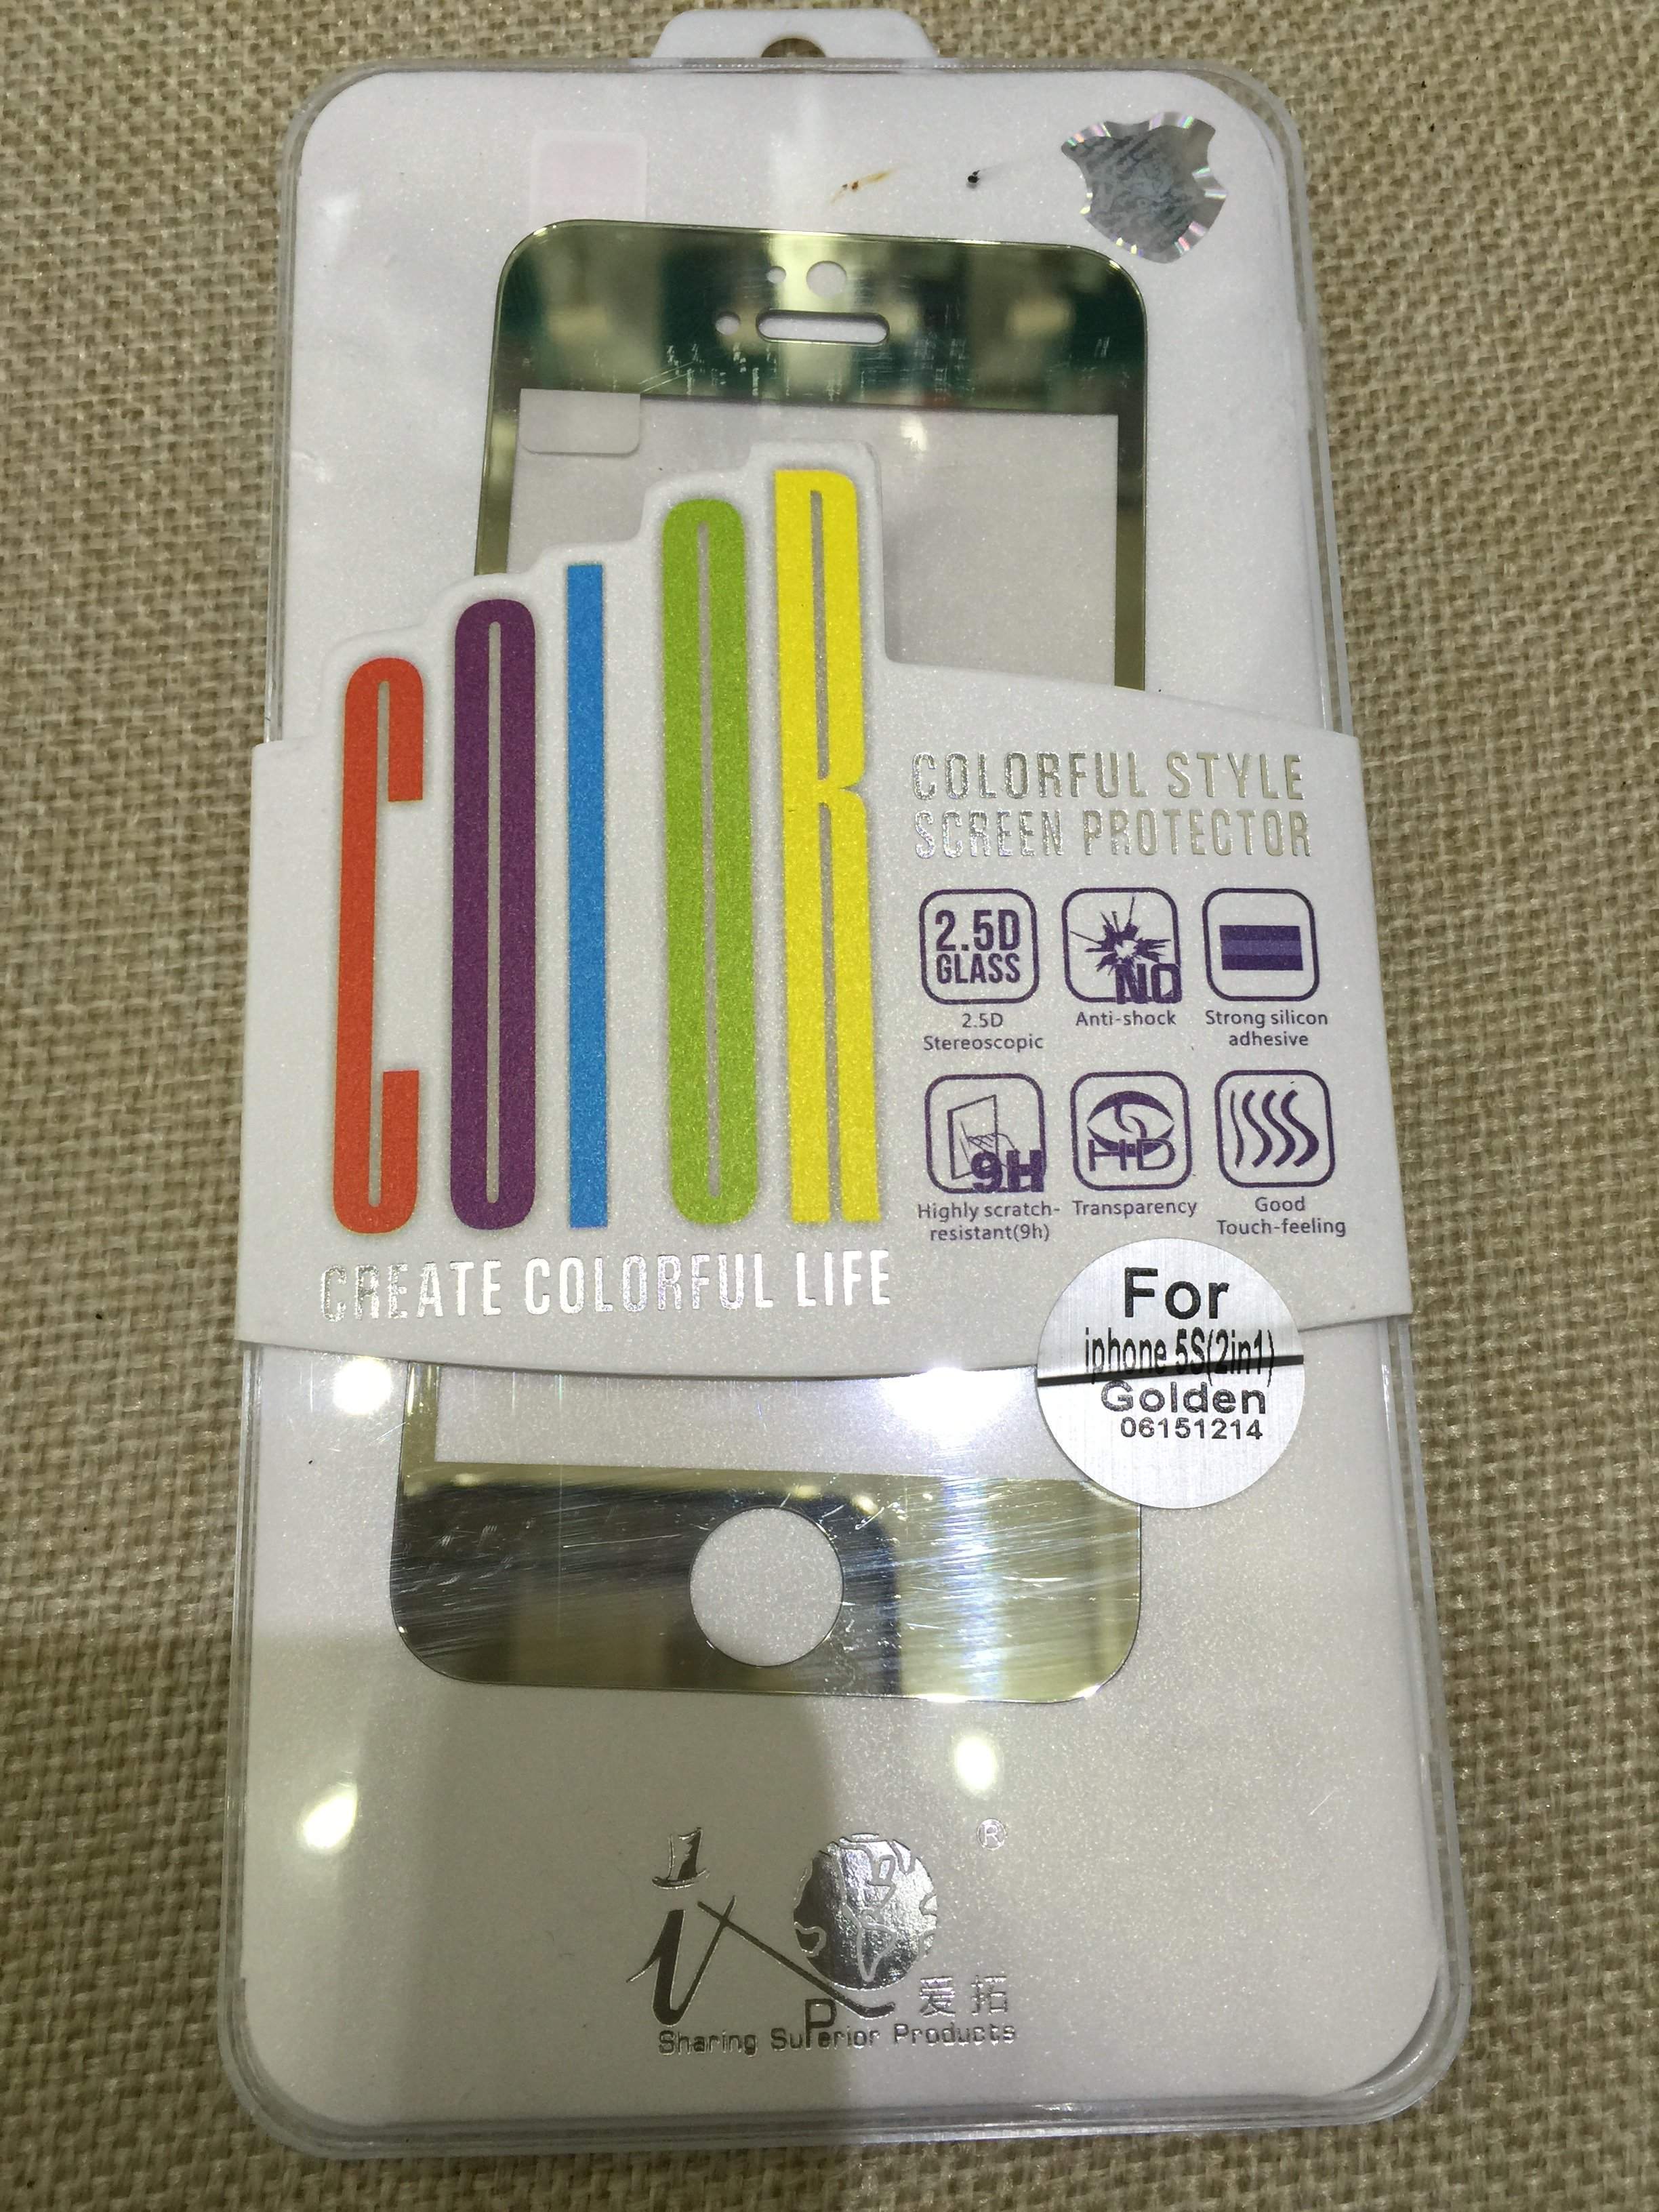 COLOR
COLORFUL STYLE
SCREEN PROTECTOR
2.5D
GLASS
NO
2.5D
Stereoscopic
Anti-shock
Strong silicon
adhesive
9H
HD
Highly scratch-
resistant(9h)
Transparency
Good
Touch-feeling
CREATE COLORFUL LIFE
For
iphone 5S(2in1)
Golden
06151214
®
爱拓
Sharing SuPerior Products